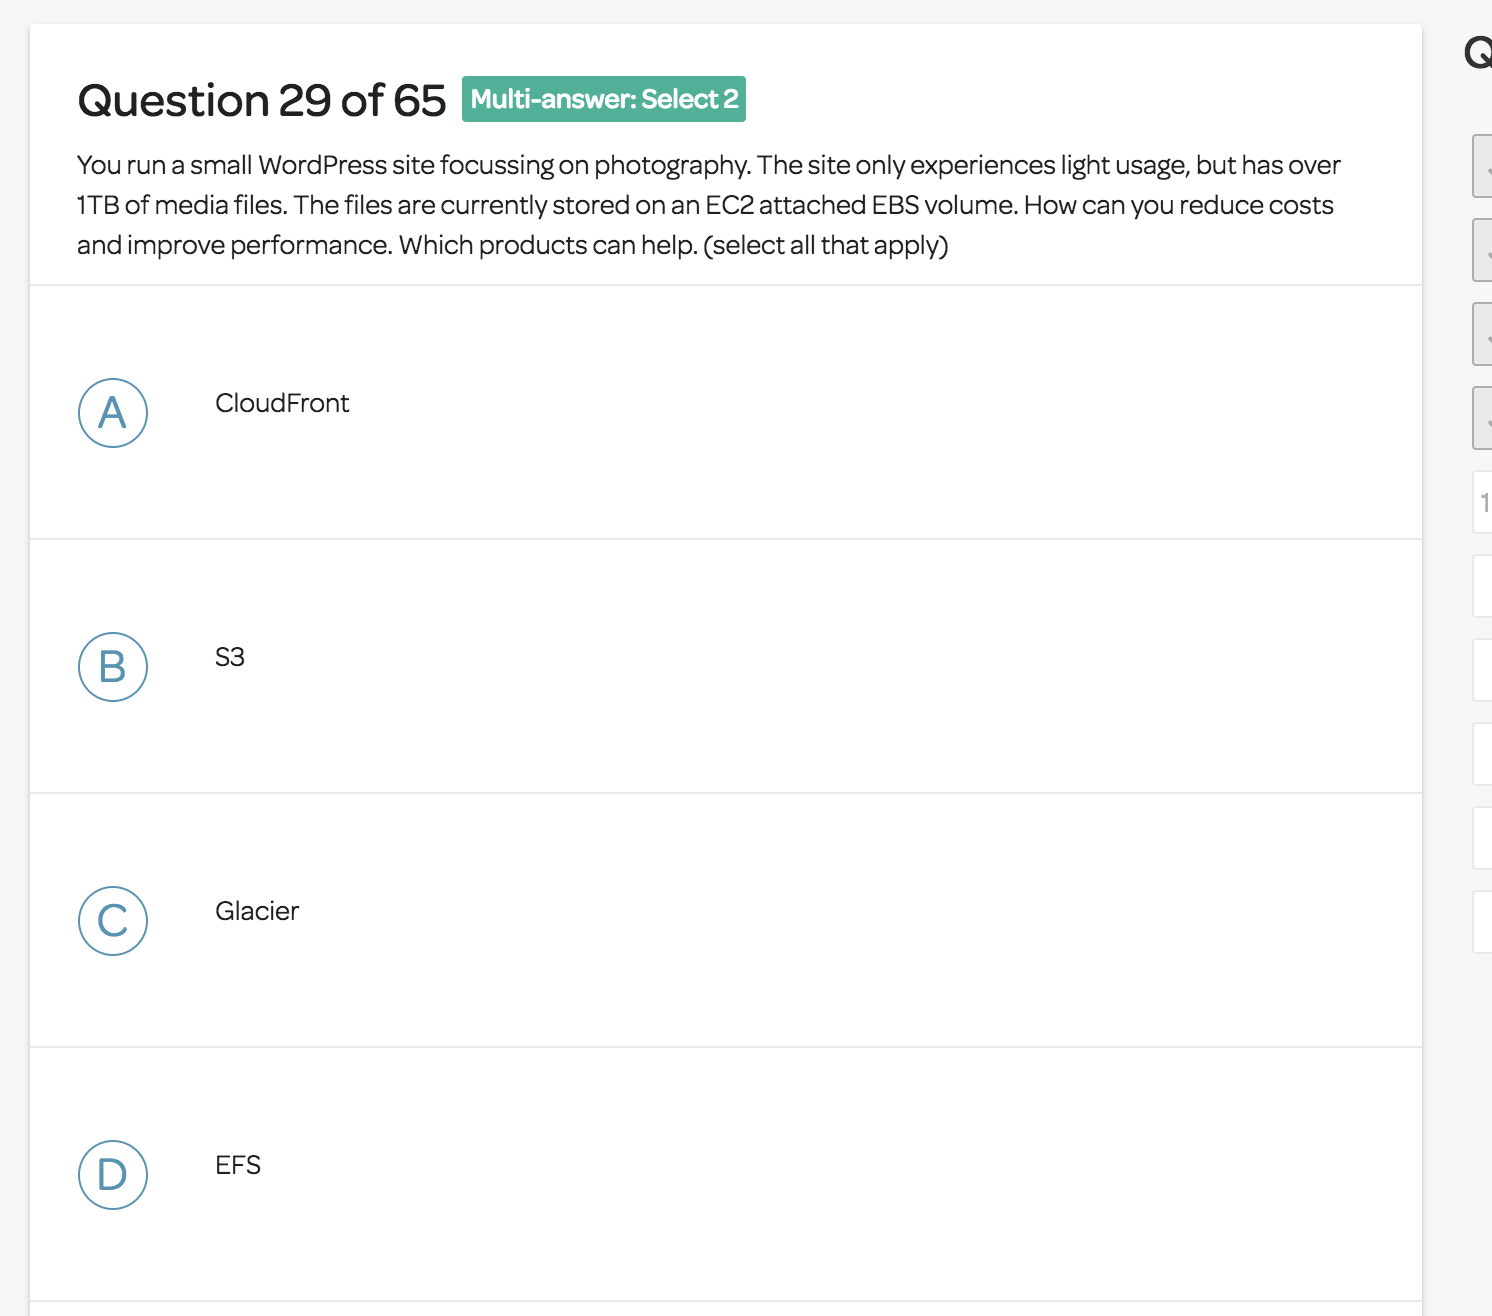 Question 29 of 65 Multi-answer: Select 2
You run a small WordPress site focussing on photography. The site only experiences light usage, but has over
1TB of media files. The files are currently stored on an EC2 attached EBS volume. How can you reduce costs
and improve performance. Which products can help. (select all that apply)
A CloudFront
B S3
C Glacier
D EFS
Q
1